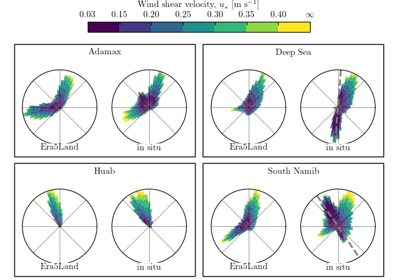 Wind shear velocity, u* [m s⁻¹]
0.03 0.15 0.20 0.25 0.30 0.35 0.40 ∞
Adamax Deep Sea
Era5Land in situ Era5Land in situ
Huab South Namib
Era5Land in situ Era5Land in situ